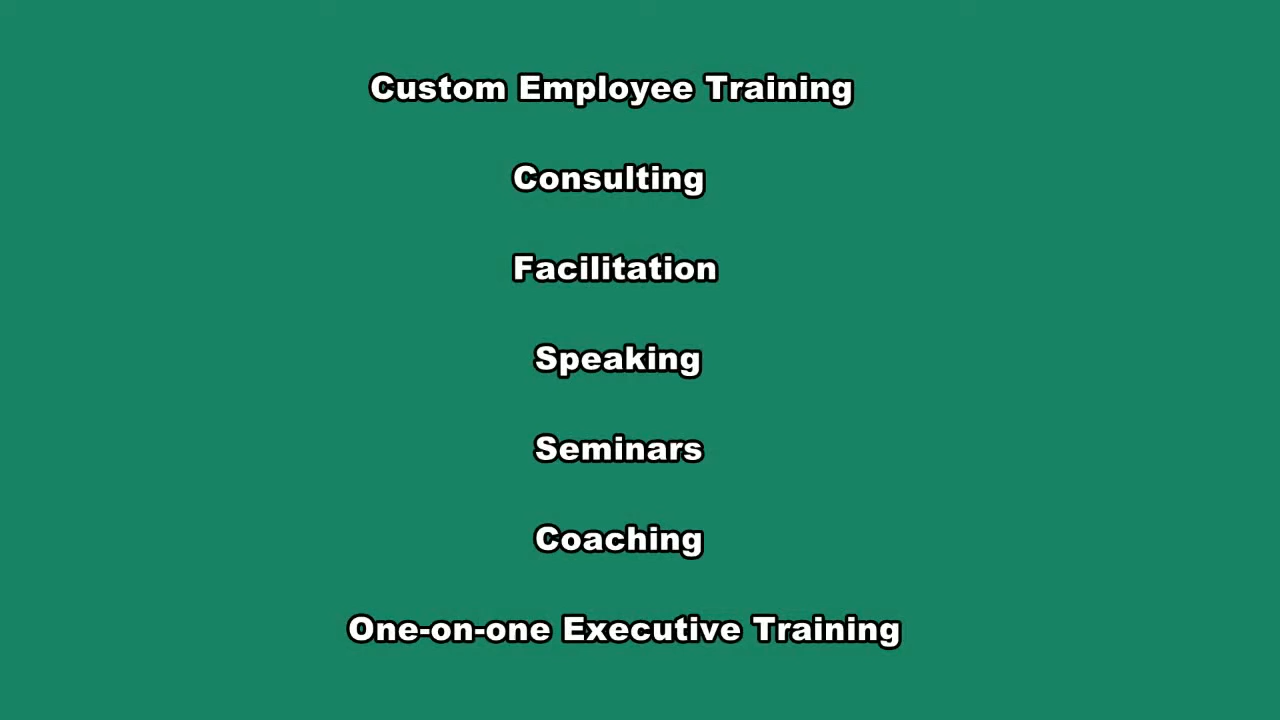 Custom Employee Training
Consulting
Facilitation
Speaking
Seminars
Coaching
One-on-one Executive Training